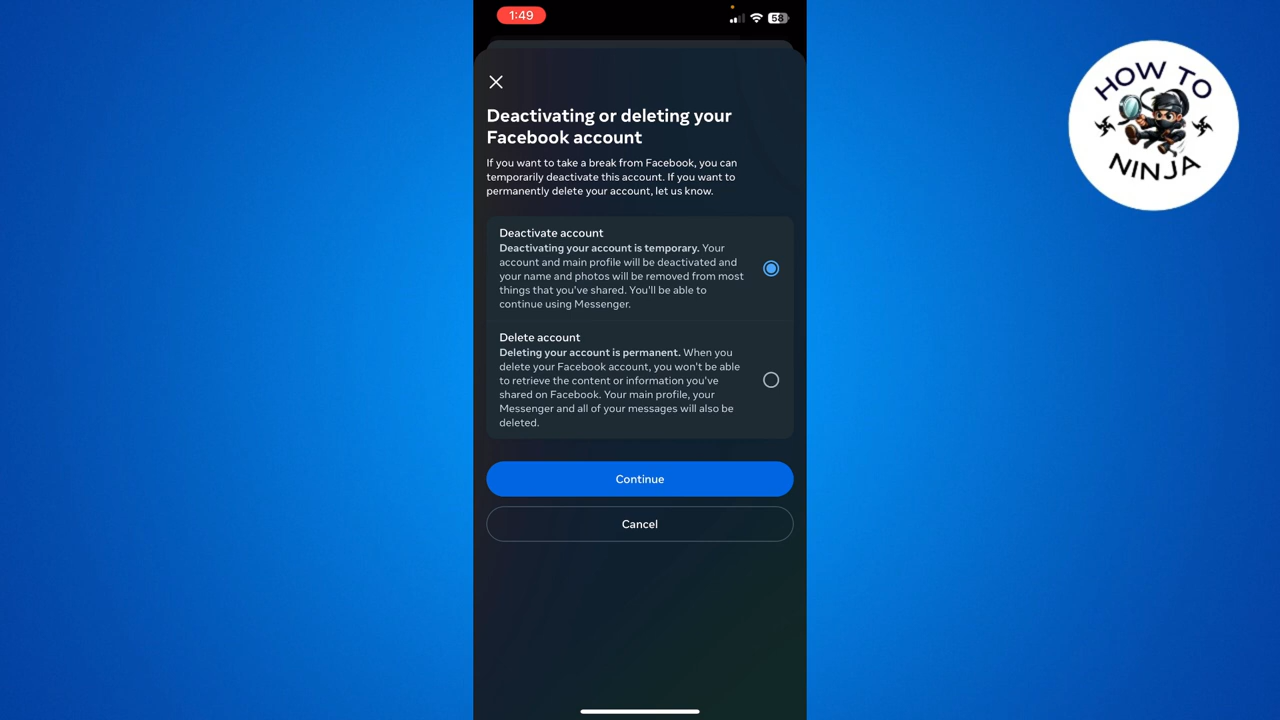 1:49
58
Deactivating or deleting your
Facebook account
If you want to take a break from Facebook, you can
temporarily deactivate this account. If you want to
permanently delete your account, let us know.
Deactivate account
Deactivating your account is temporary. Your
account and main profile will be deactivated and
your name and photos will be removed from most
things that you've shared. You'll be able to
continue using Messenger.
Delete account
Deleting your account is permanent. When you
delete your Facebook account, you won't be able
to retrieve the content or information you've
shared on Facebook. Your main profile, your
Messenger and all of your messages will also be
deleted.
Continue
Cancel
HOW TO
NINJA